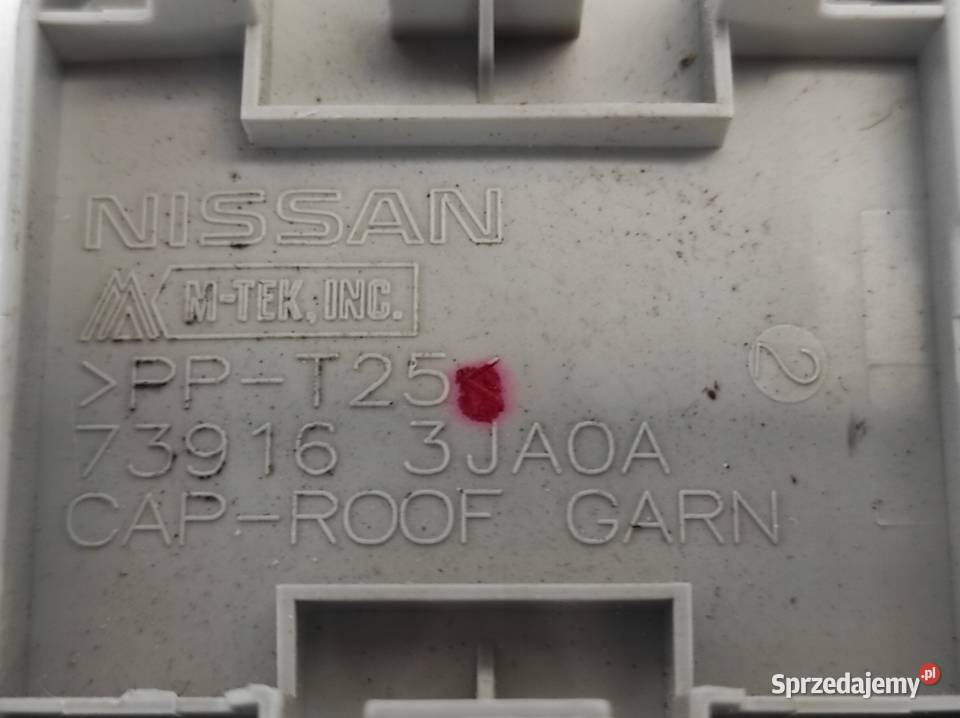 NISSAN
M-TEK, INC.
>PP-T25<
73916 3JA0A
CAP-ROOF GARN
2
Sprzedajemy.pl